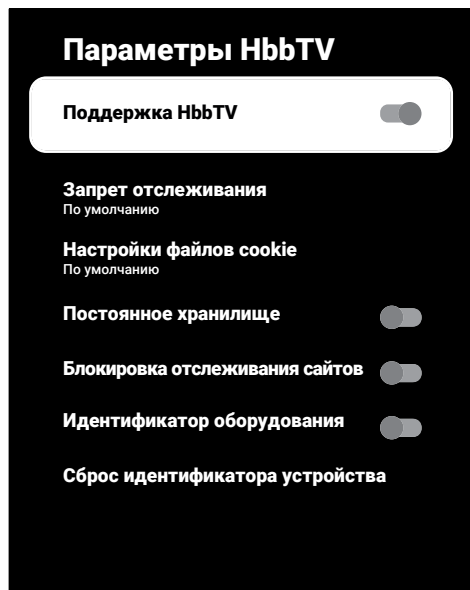 Параметры HbbTV
Поддержка HbbTV
Запрет отслеживания
По умолчанию
Настройки файлов cookie
По умолчанию
Постоянное хранилище
Блокировка отслеживания сайтов
Идентификатор оборудования
Сброс идентификатора устройства